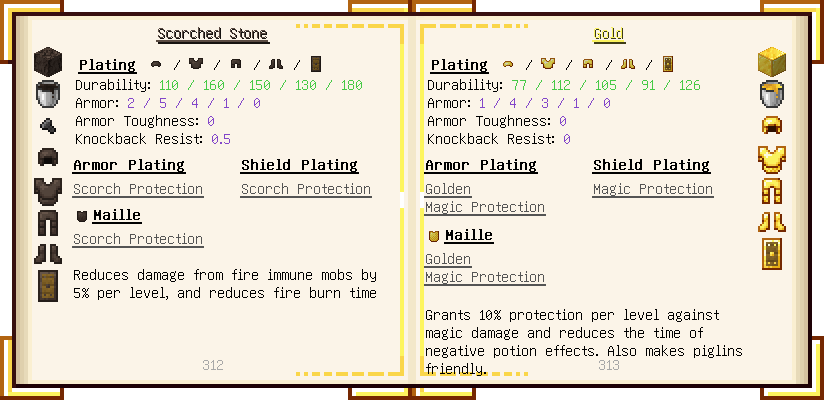 Scorched Stone
Plating / / / /
Durability: 110 / 160 / 150 / 130 / 180
Armor: 2 / 5 / 4 / 1 / 0
Armor Toughness: 0
Knockback Resist: 0.5
Armor Plating
Scorch Protection
Shield Plating
Scorch Protection
Maille
Scorch Protection
Reduces damage from fire immune mobs by
5% per level, and reduces fire burn time
312
Gold
Plating / / / /
Durability: 77 / 112 / 105 / 91 / 126
Armor: 1 / 4 / 3 / 1 / 0
Armor Toughness: 0
Knockback Resist: 0
Armor Plating
Golden
Magic Protection
Shield Plating
Magic Protection
Maille
Golden
Magic Protection
Grants 10% protection per level against
magic damage and reduces the time of
negative potion effects. Also makes piglins
friendly.
313